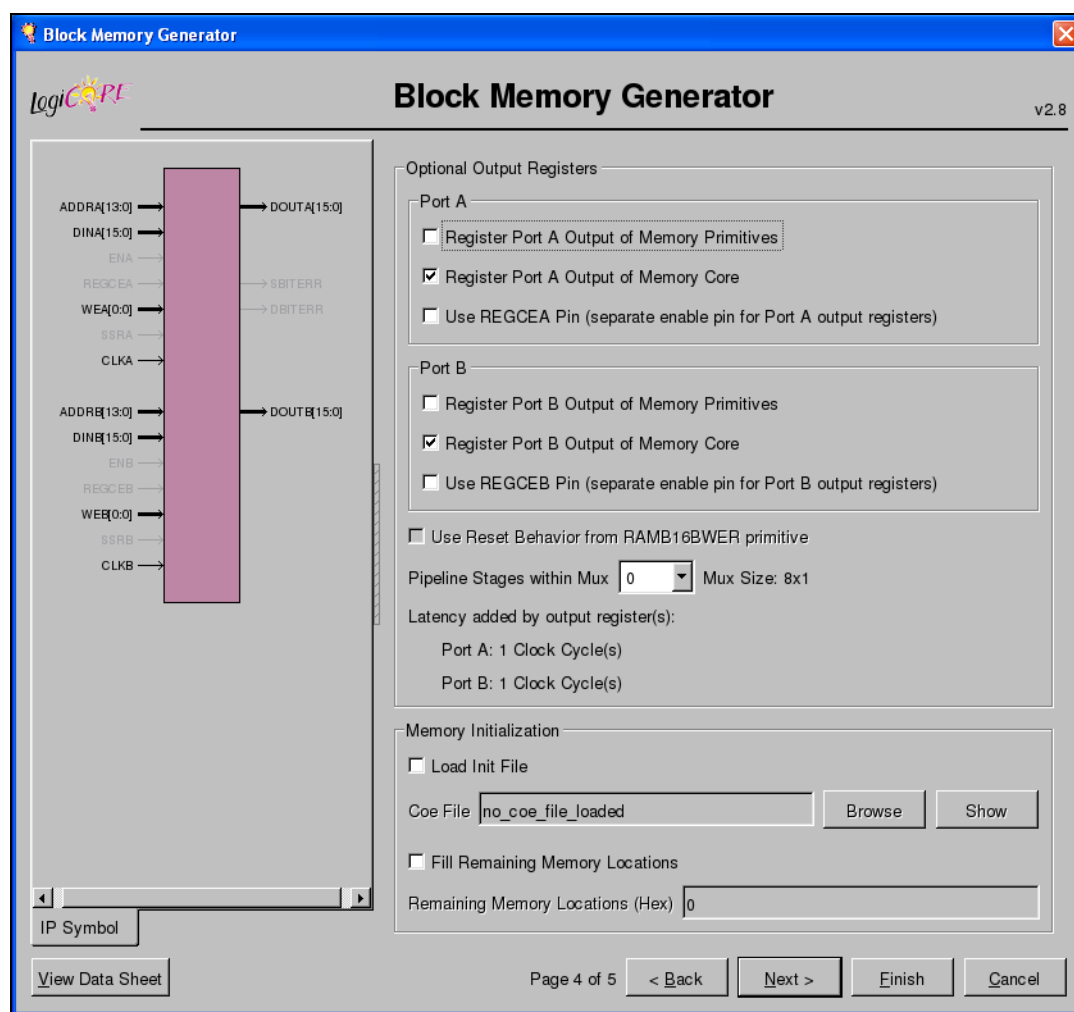 Block Memory Generator
LogiCORE
Block Memory Generator
v2.8
ADDRA[13:0]
DOUTA[15:0]
DINA[15:0]
ENA
REGCEA
SBITERR
WEA[0:0]
DBITERR
SSRA
CLKA
ADDRB[13:0]
DOUTB[15:0]
DINB[15:0]
ENB
REGCEB
WEB[0:0]
SSRB
CLKB
IP Symbol
Optional Output Registers
Port A
Register Port A Output of Memory Primitives
Register Port A Output of Memory Core
Use REGCEA Pin (separate enable pin for Port A output registers)
Port B
Register Port B Output of Memory Primitives
Register Port B Output of Memory Core
Use REGCEB Pin (separate enable pin for Port B output registers)
Use Reset Behavior from RAMB16BWER primitive
Pipeline Stages within Mux 0 Mux Size: 8x1
Latency added by output register(s):
Port A: 1 Clock Cycle(s)
Port B: 1 Clock Cycle(s)
Memory Initialization
Load Init File
Coe File no_coe_file_loaded Browse Show
Fill Remaining Memory Locations
Remaining Memory Locations (Hex) 0
View Data Sheet Page 4 of 5 < Back Next > Finish Cancel